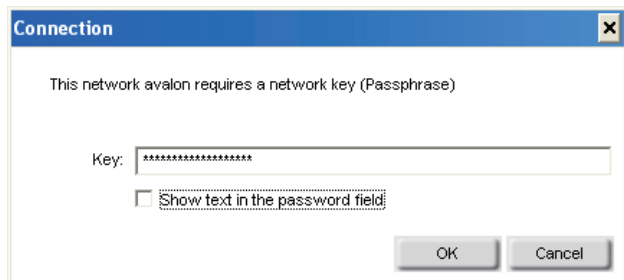 Connection
This network avalon requires a network key (Passphrase)
Key: *******************
Show text in the password field
OK Cancel